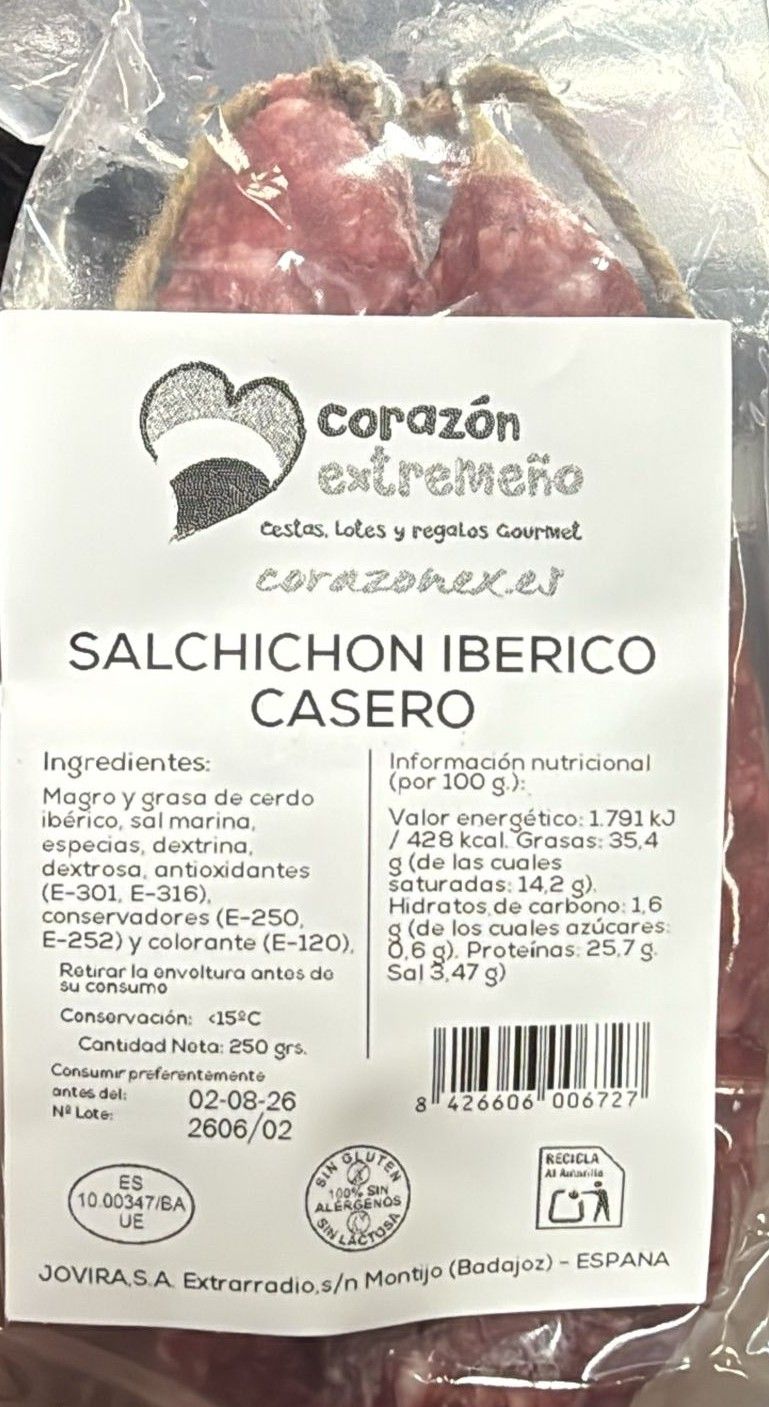 corazón
extremeño
Cestas, Lotes y regalos Gourmet
corazonex.es
SALCHICHON IBERICO
CASERO
Ingredientes:
Magro y grasa de cerdo
ibérico, sal marina,
especias, dextrina,
dextrosa, antioxidantes
(E-301, E-316),
conservadores (E-250,
E-252) y colorante (E-120).
Retirar la envoltura antes de
su consumo
Conservación: <15ºC
Cantidad Neta: 250 grs.
Consumir preferentemente
antes del: 02-08-26
Nº Lote: 2606/02
Información nutricional
(por 100 g.):
Valor energético: 1.791 kJ
/ 428 kcal. Grasas: 35,4
g (de las cuales
saturadas: 14,2 g).
Hidratos de carbono: 1,6
g (de los cuales azúcares:
0,6 g). Proteínas: 25,7 g.
Sal 3,47 g)
8 426606 006727
ES
10.00347/BA
UE
SIN GLUTEN
100% SIN
ALÉRGENOS
SIN LACTOSA
RECICLA
Al Amarillo
JOVIRA,S.A. Extrarradio,s/n Montijo (Badajoz) - ESPANA